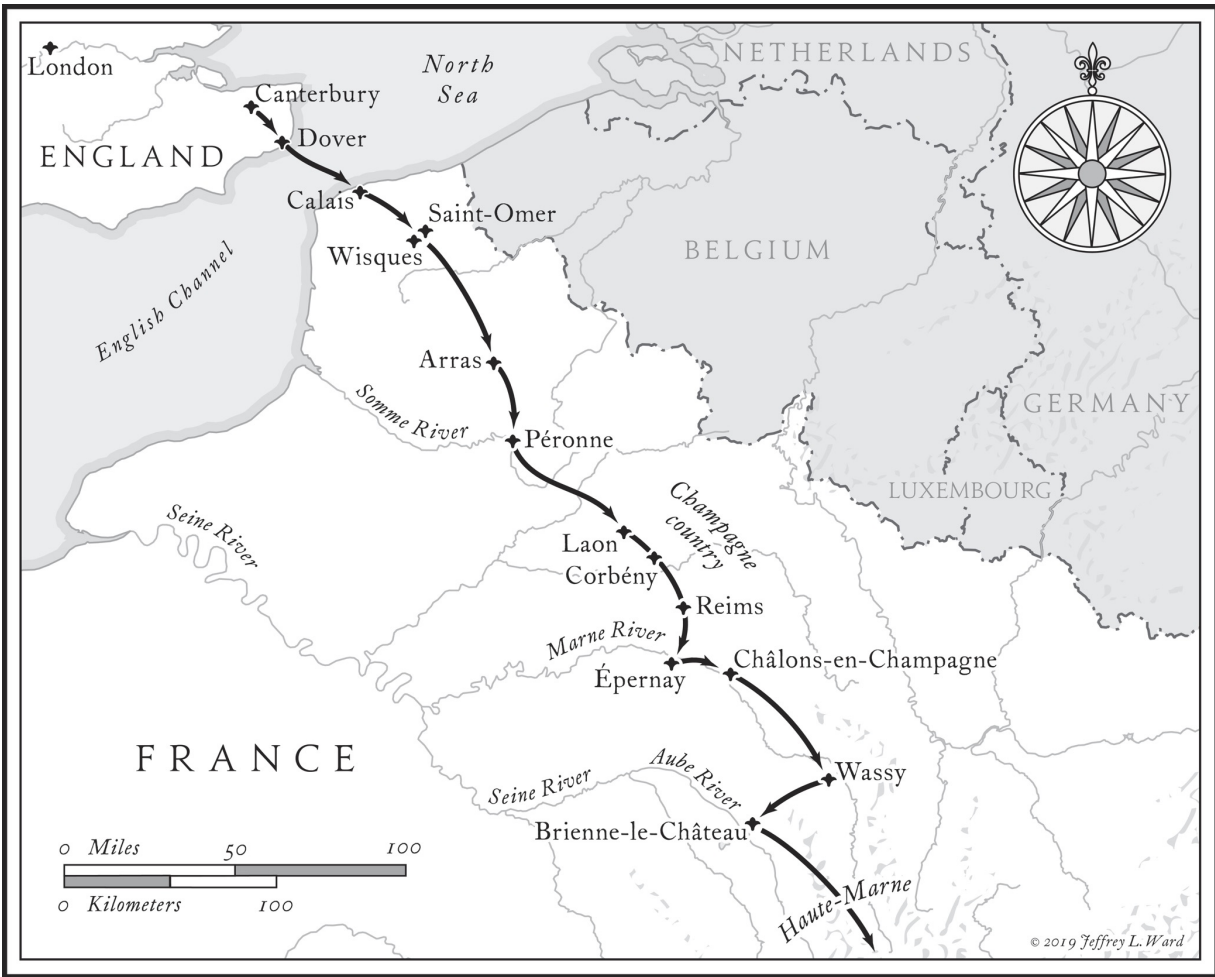 NETHERLANDS
London
North
Sea
Canterbury
Dover
ENGLAND
Calais
Saint-Omer
Wisques
BELGIUM
English Channel
Arras
Somme River
GERMANY
Péronne
LUXEMBOURG
Champagne
country
Seine River
Laon
Corbény
Reims
Marne River
Épernay
Châlons-en-Champagne
FRANCE
Aube River
Wassy
Seine River
Brienne-le-Château
0 Miles 50 100
0 Kilometers 100
Haute-Marne
© 2019 Jeffrey L. Ward